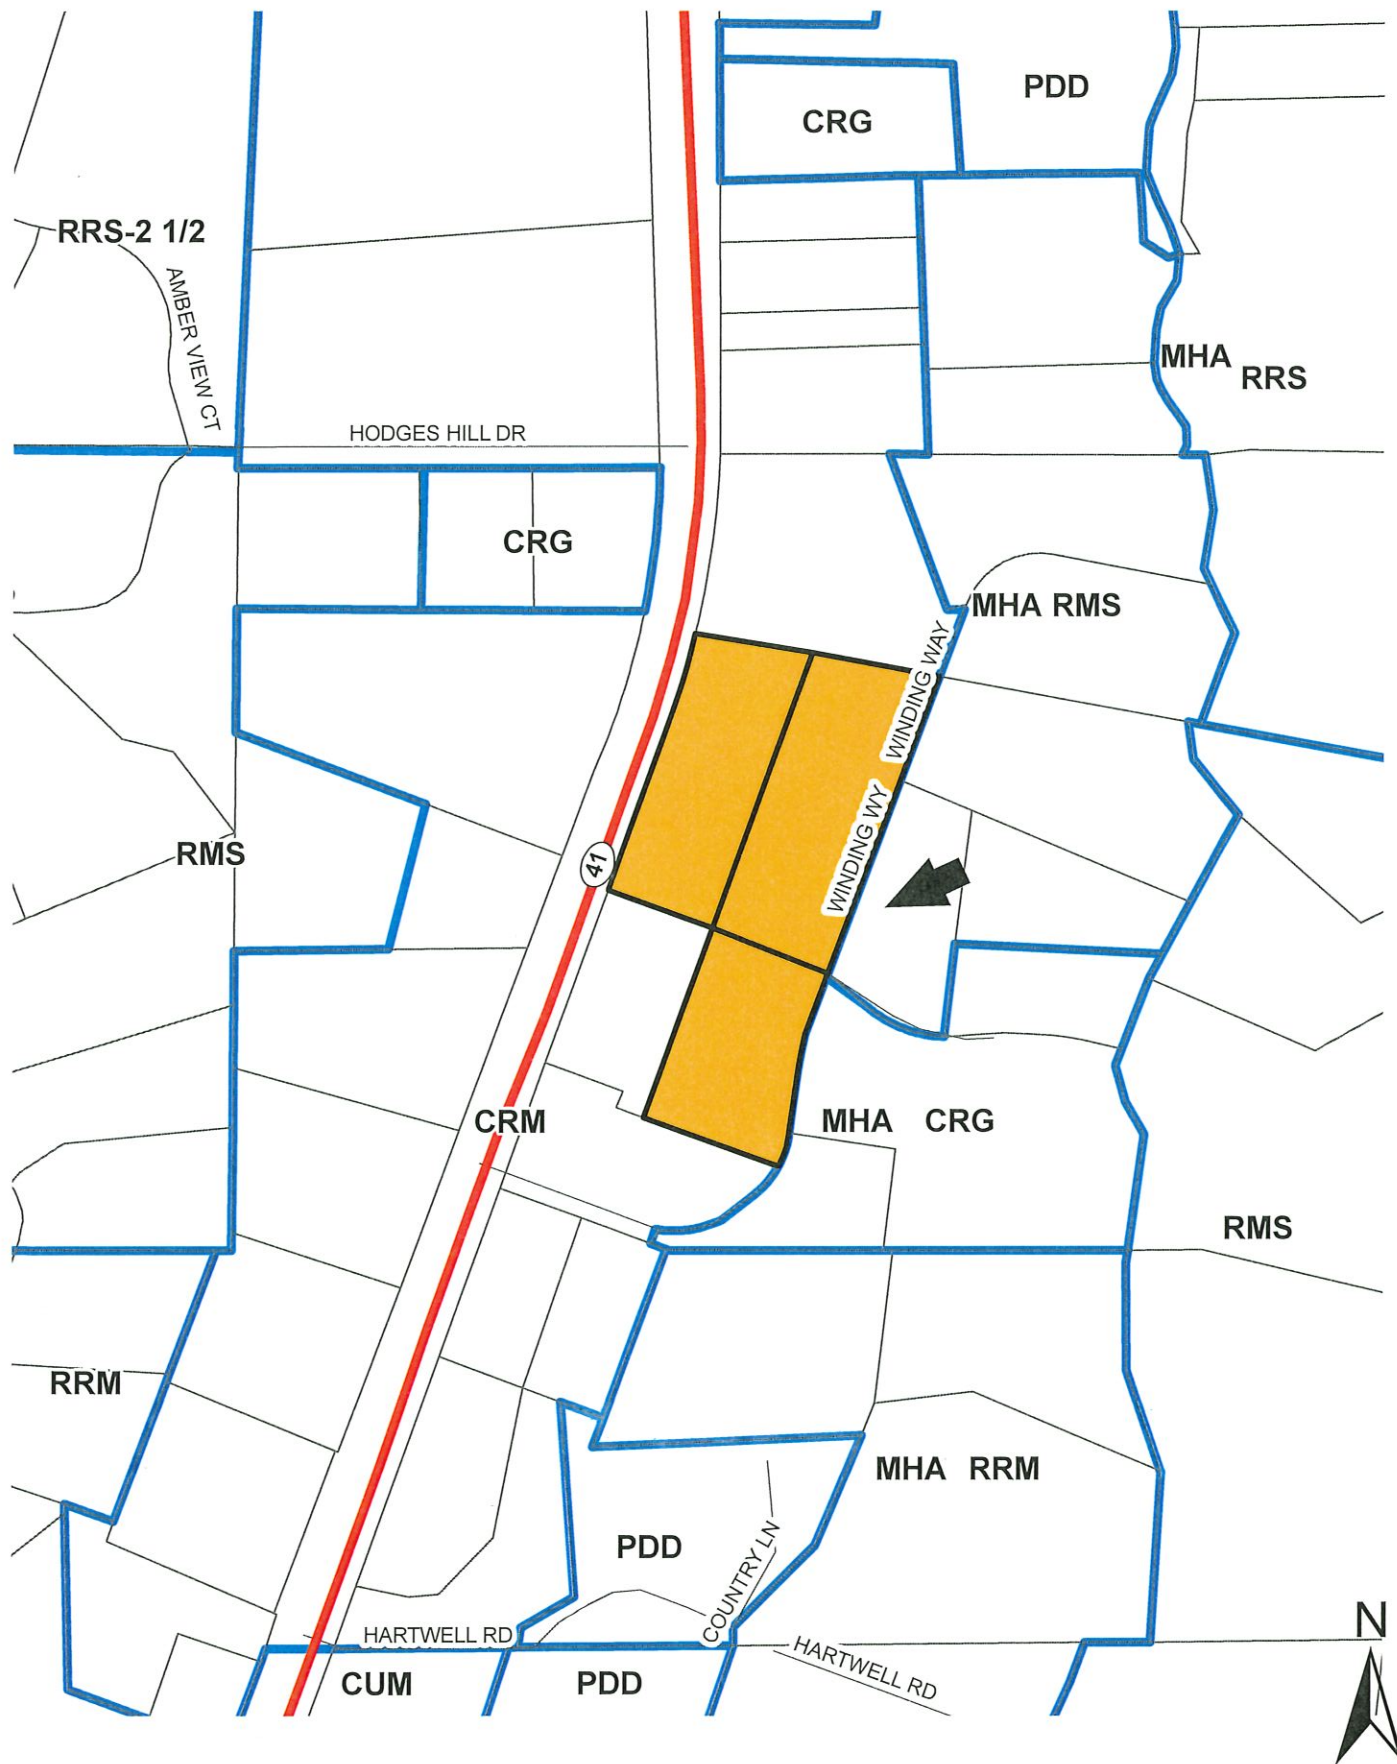 PDD
CRG
RRS-2 1/2
AMBER VIEW CT
MHA
RRS
HODGES HILL DR
CRG
MHA RMS
WINDING WAY
WINDING WY
RMS
41
CRM
MHA CRG
RMS
RRM
MHA RRM
PDD
COUNTRY LN
HARTWELL RD
HARTWELL RD
CUM
PDD
N